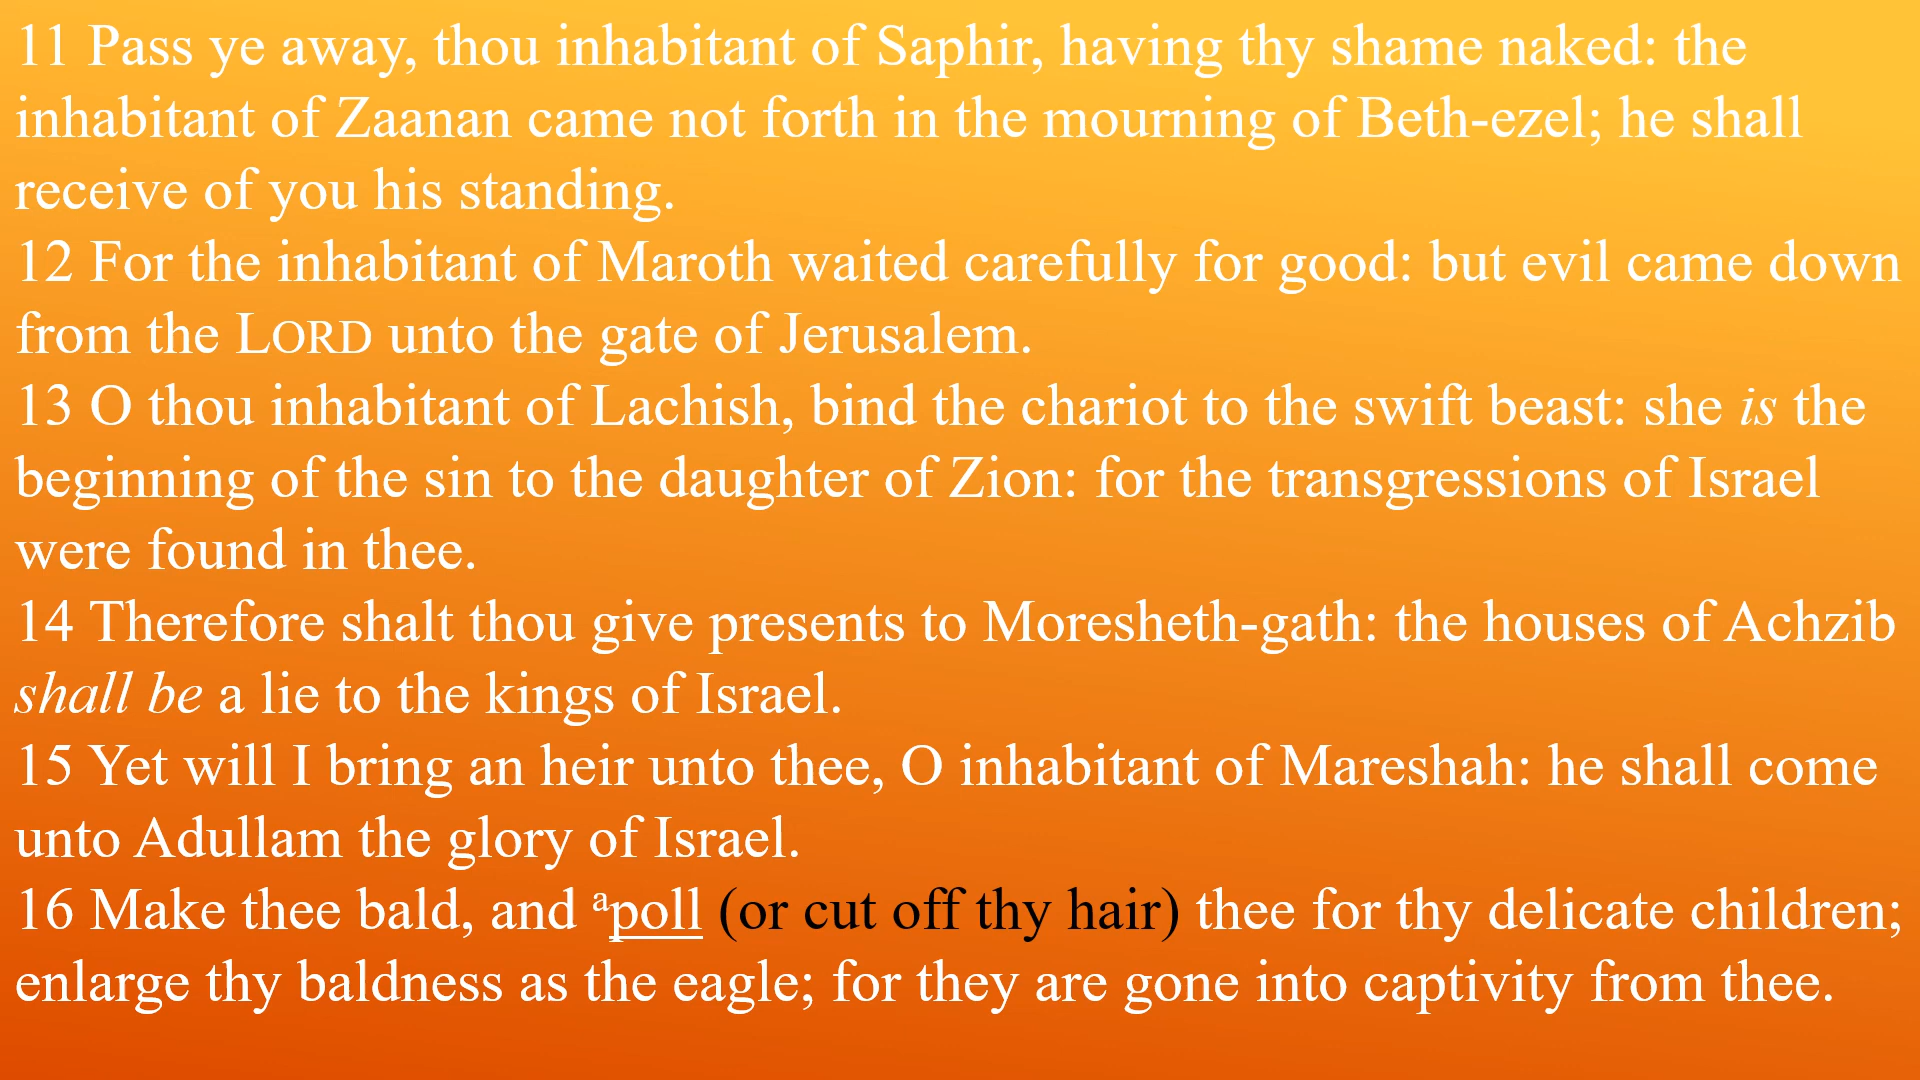 11 Pass ye away, thou inhabitant of Saphir, having thy shame naked: the
inhabitant of Zaanan came not forth in the mourning of Beth-ezel; he shall
receive of you his standing.
12 For the inhabitant of Maroth waited carefully for good: but evil came down
from the LORD unto the gate of Jerusalem.
13 O thou inhabitant of Lachish, bind the chariot to the swift beast: she is the
beginning of the sin to the daughter of Zion: for the transgressions of Israel
were found in thee.
14 Therefore shalt thou give presents to Moresheth-gath: the houses of Achzib
shall be a lie to the kings of Israel.
15 Yet will I bring an heir unto thee, O inhabitant of Mareshah: he shall come
unto Adullam the glory of Israel.
16 Make thee bald, and ᵃpoll (or cut off thy hair) thee for thy delicate children;
enlarge thy baldness as the eagle; for they are gone into captivity from thee.